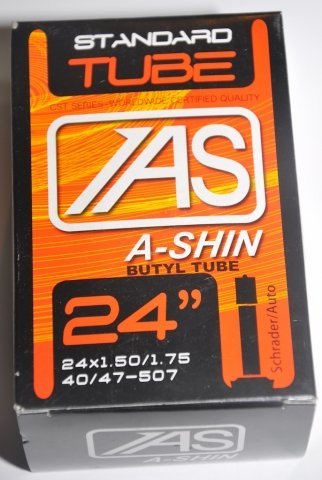 STANDARD
TUBE
CST SERIES-WORLDWIDE CERTIFIED QUALITY
AS
A-SHIN
BUTYL TUBE
24”
24x1.50/1.75
40/47-507
Schrader/Auto
AS
A-SHIN